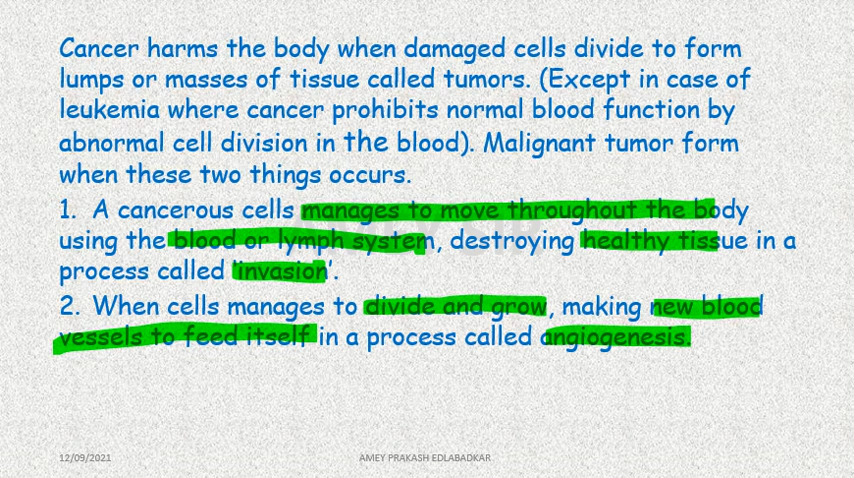 Cancer harms the body when damaged cells divide to form
lumps or masses of tissue called tumors. (Except in case of
leukemia where cancer prohibits normal blood function by
abnormal cell division in the blood). Malignant tumor form
when these two things occurs.
1. A cancerous cells manages to move throughout the body
using the blood or lymph system, destroying healthy tissue in a
process called 'invasion'.
2. When cells manages to divide and grow, making new blood
vessels to feed itself in a process called angiogenesis.
12/09/2021 AMEY PRAKASH EDLABADKAR